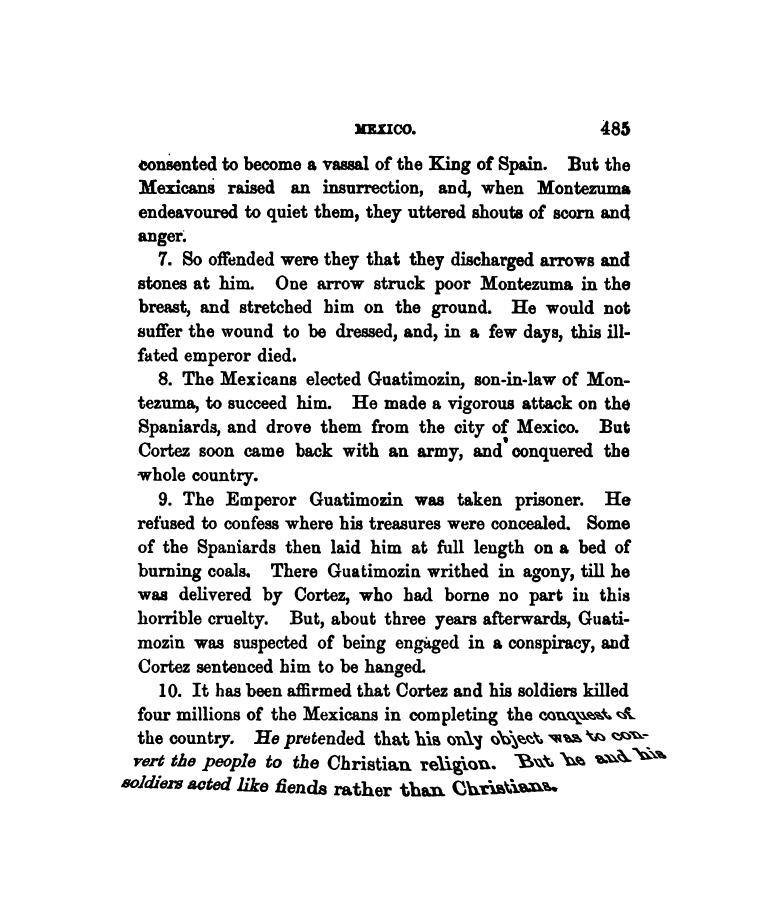 MEXICO. 485
consented to become a vassal of the King of Spain. But the
Mexicans raised an insurrection, and, when Montezuma
endeavoured to quiet them, they uttered shouts of scorn and
anger.
7. So offended were they that they discharged arrows and
stones at him. One arrow struck poor Montezuma in the
breast, and stretched him on the ground. He would not
suffer the wound to be dressed, and, in a few days, this ill-
fated emperor died.
8. The Mexicans elected Guatimozin, son-in-law of Mon-
tezuma, to succeed him. He made a vigorous attack on the
Spaniards, and drove them from the city of Mexico. But
Cortez soon came back with an army, and conquered the
whole country.
9. The Emperor Guatimozin was taken prisoner. He
refused to confess where his treasures were concealed. Some
of the Spaniards then laid him at full length on a bed of
burning coals. There Guatimozin writhed in agony, till he
was delivered by Cortez, who had borne no part in this
horrible cruelty. But, about three years afterwards, Guati-
mozin was suspected of being engaged in a conspiracy, and
Cortez sentenced him to be hanged.
10. It has been affirmed that Cortez and his soldiers killed
four millions of the Mexicans in completing the conquest of
the country. He pretended that his only object was to con-
vert the people to the Christian religion. But he and his
soldiers acted like fiends rather than Christians.